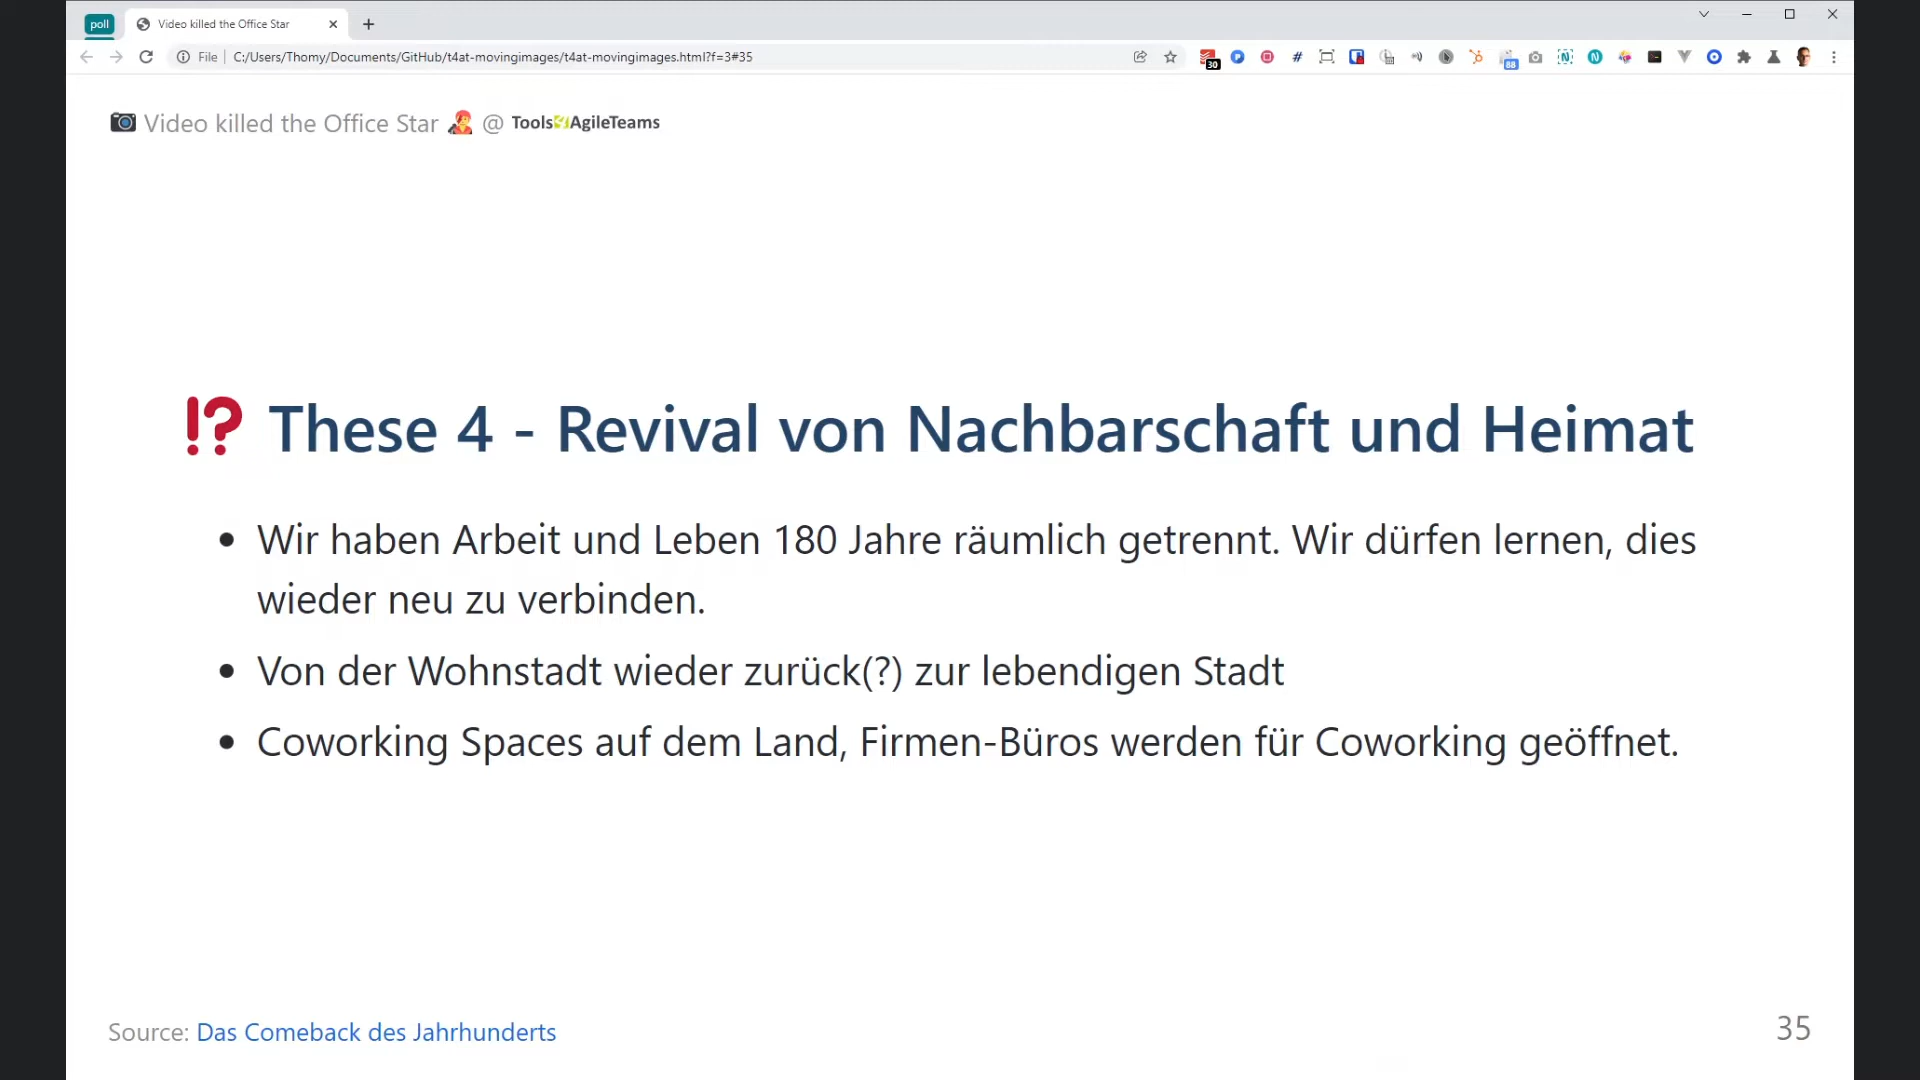 poll
Video killed the Office Star
File
C:/Users/Thomy/Documents/GitHub/t4at-movingimages/t4at-movingimages.html?f=3#35
30
88
Video killed the Office Star @ Tools4AgileTeams
⁉ These 4 - Revival von Nachbarschaft und Heimat
• Wir haben Arbeit und Leben 180 Jahre räumlich getrennt. Wir dürfen lernen, dies
wieder neu zu verbinden.
• Von der Wohnstadt wieder zurück(?) zur lebendigen Stadt
• Coworking Spaces auf dem Land, Firmen-Büros werden für Coworking geöffnet.
Source: Das Comeback des Jahrhunderts
35